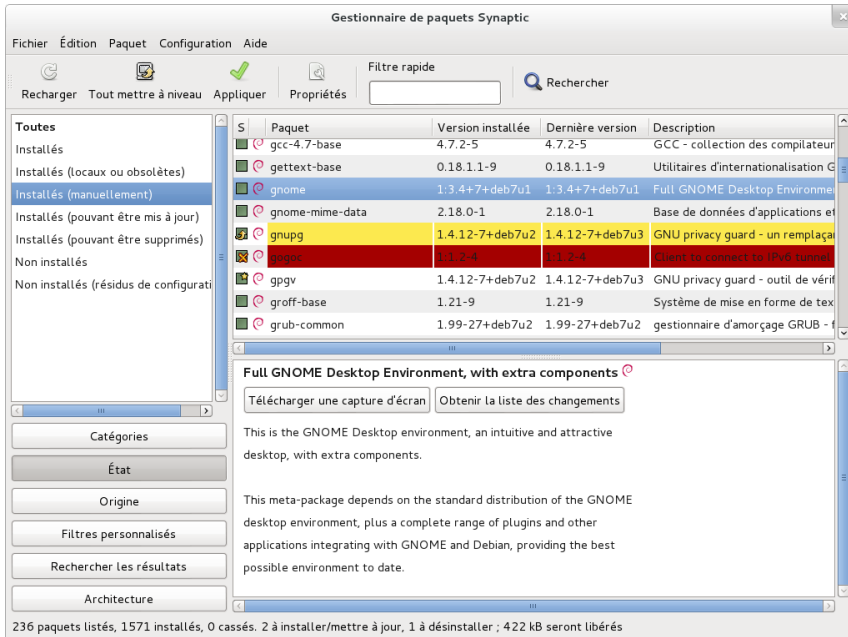 Gestionnaire de paquets Synaptic
Fichier Édition Paquet Configuration Aide
Recharger Tout mettre à niveau Appliquer Propriétés Filtre rapide Rechercher
Toutes
Installés
Installés (locaux ou obsolètes)
Installés (manuellement)
Installés (pouvant être mis à jour)
Installés (pouvant être supprimés)
Non installés
Non installés (résidus de configurati
Catégories
État
Origine
Filtres personnalisés
Rechercher les résultats
Architecture
S Paquet Version installée Dernière version Description
gcc-4.7-base 4.7.2-5 4.7.2-5 GCC - collection des compilateur
gettext-base 0.18.1.1-9 0.18.1.1-9 Utilitaires d'internationalisation G
gnome 1:3.4+7+deb7u1 1:3.4+7+deb7u1 Full GNOME Desktop Environme
gnome-mime-data 2.18.0-1 2.18.0-1 Base de données d'applications et
gnupg 1.4.12-7+deb7u2 1.4.12-7+deb7u3 GNU privacy guard - un remplaça
gogoc 1:1.2-4 1:1.2-4 Client to connect to IPv6 tunnel
gpgv 1.4.12-7+deb7u2 1.4.12-7+deb7u3 GNU privacy guard - outil de vérif
groff-base 1.21-9 1.21-9 Système de mise en forme de tex
grub-common 1.99-27+deb7u2 1.99-27+deb7u2 gestionnaire d'amorçage GRUB - f
Full GNOME Desktop Environment, with extra components
Télécharger une capture d'écran Obtenir la liste des changements
This is the GNOME Desktop environment, an intuitive and attractive
desktop, with extra components.
This meta-package depends on the standard distribution of the GNOME
desktop environment, plus a complete range of plugins and other
applications integrating with GNOME and Debian, providing the best
possible environment to date.
236 paquets listés, 1571 installés, 0 cassés. 2 à installer/mettre à jour, 1 à désinstaller ; 422 kB seront libérés